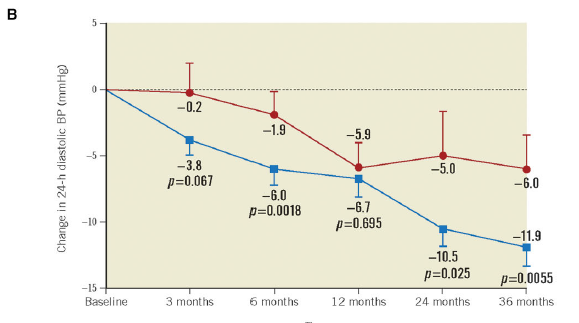 B
Change in 24-h diastolic BP (mmHg)
5
0
−5
−10
−15
−0.2
−1.9
−5.9
−5.0
−6.0
−3.8
p=0.067
−6.0
p=0.0018
−6.7
p=0.695
−10.5
p=0.025
−11.9
p=0.0055
Baseline
3 months
6 months
12 months
24 months
36 months